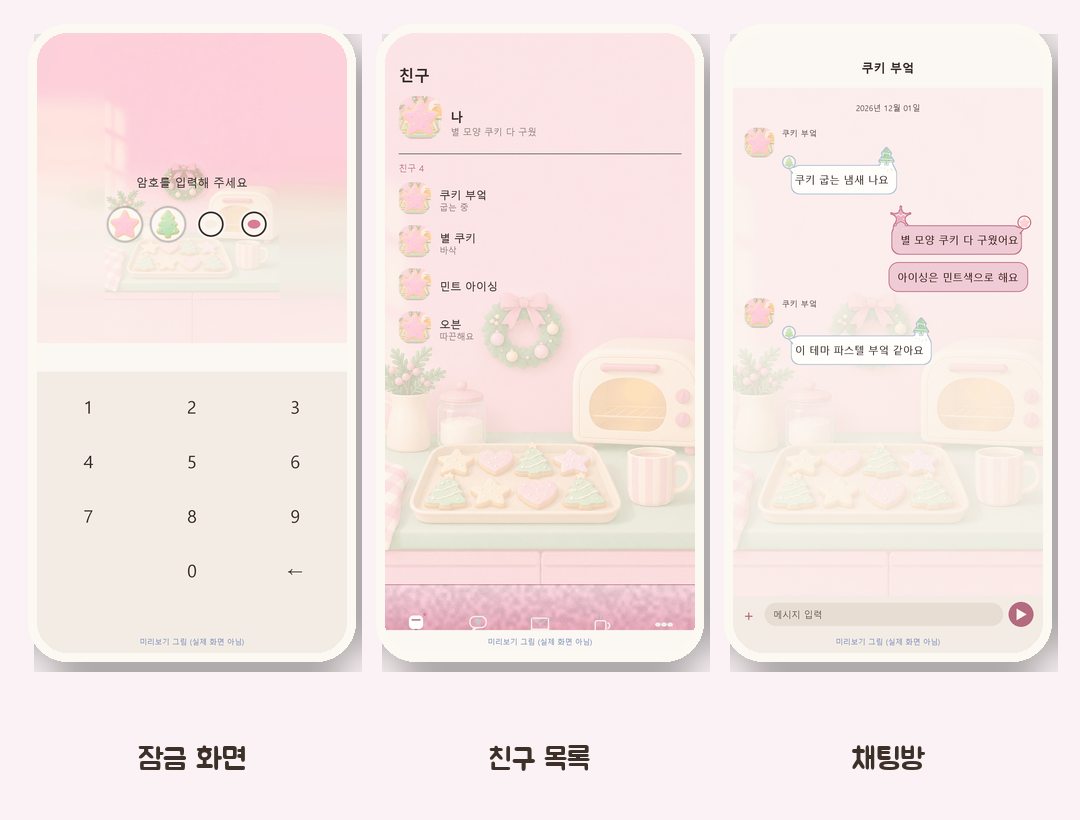 암호를 입력해 주세요
1 2 3
4 5 6
7 8 9
0 ←
미리보기 그림 (실제 화면 아님)
잠금 화면
친구
나
별 모양 쿠키 다 구웠
친구 4
쿠키 부엌
굽는 중
별 쿠키
바삭
민트 아이싱
오븐
따끈해요
미리보기 그림 (실제 화면 아님)
친구 목록
쿠키 부엌
2026년 12월 01일
쿠키 부엌
쿠키 굽는 냄새 나요
별 모양 쿠키 다 구웠어요
아이싱은 민트색으로 해요
쿠키 부엌
이 테마 파스텔 부엌 같아요
+ 메시지 입력
미리보기 그림 (실제 화면 아님)
채팅방